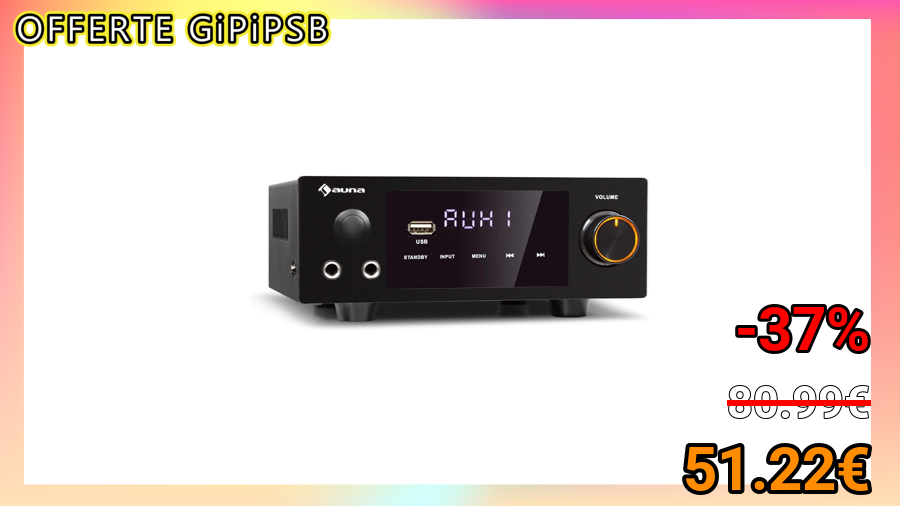 OFFERTE GiPiPSB
auna
VOLUME
AUX 1
USB
STANDBY INPUT MENU
-37%
80.99€
51.22€